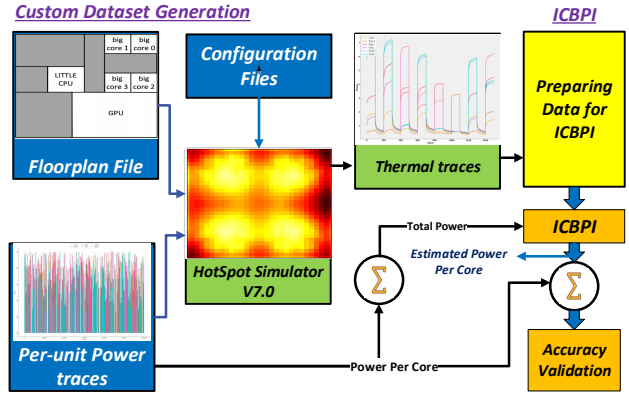 Custom Dataset Generation
ICBPI
big
core 1
big
core 0
LITTLE
CPU
big
core 3
big
core 2
GPU
Floorplan File
Configuration
Files
Thermal traces
Preparing
Data for
ICBPI
HotSpot Simulator
V7.0
Total Power
ICBPI
Estimated Power
Per Core
Σ
Σ
Per-unit Power
traces
Power Per Core
Accuracy
Validation